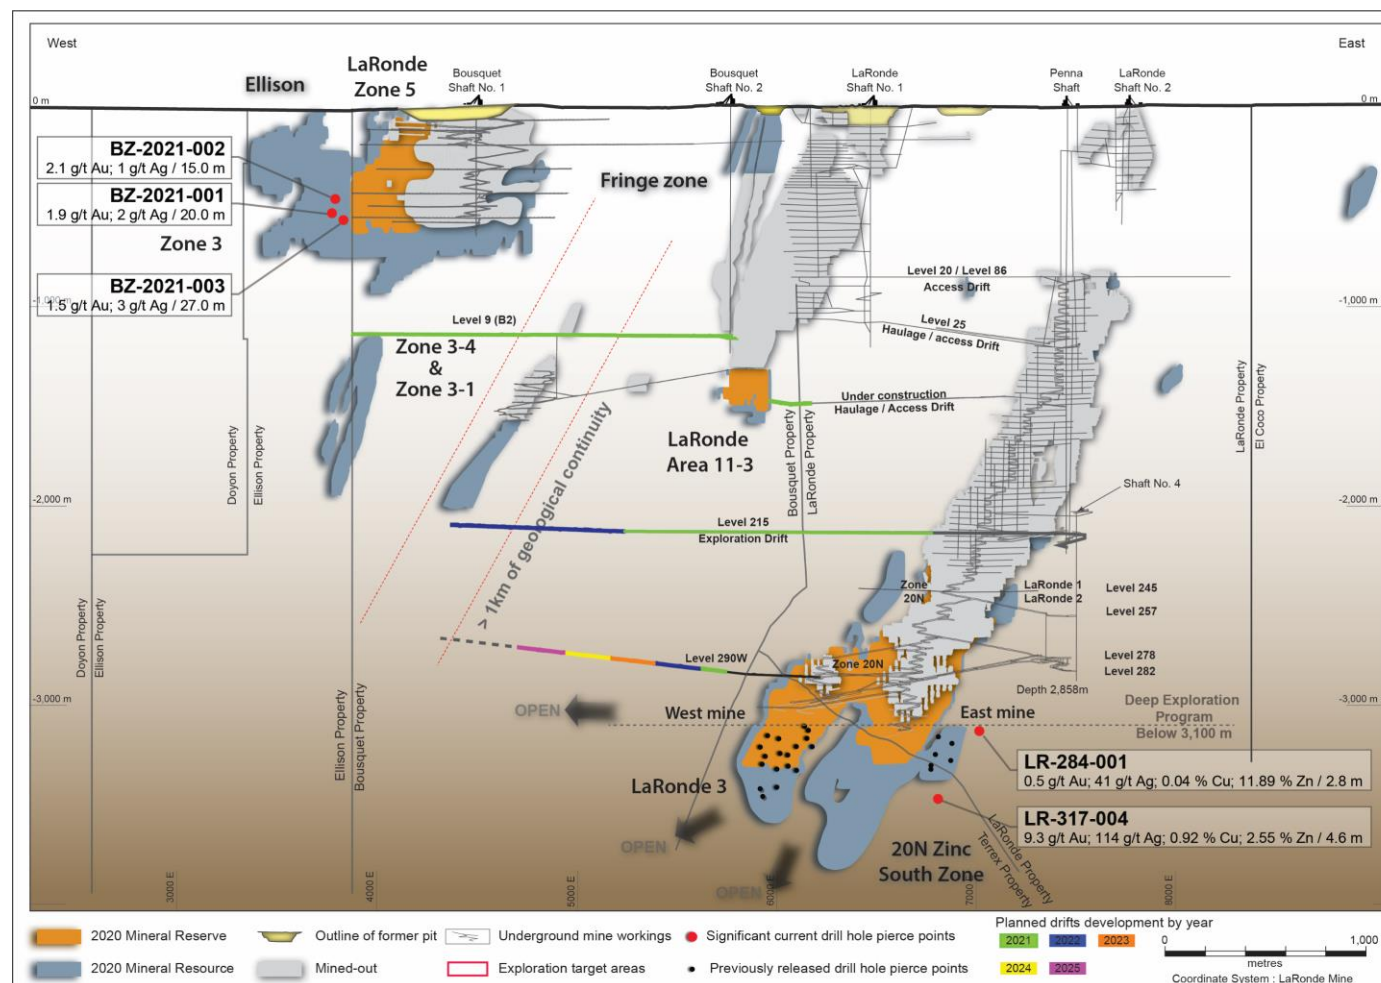 West
East
Ellison
LaRonde
Zone 5
Bousquet
Shaft No. 1
Bousquet
Shaft No. 2
LaRonde
Shaft No. 1
Penna
Shaft
LaRonde
Shaft No. 2
0 m
0 m
BZ-2021-002
2.1 g/t Au; 1 g/t Ag / 15.0 m
BZ-2021-001
1.9 g/t Au; 2 g/t Ag / 20.0 m
Zone 3
BZ-2021-003
1.5 g/t Au; 3 g/t Ag / 27.0 m
Fringe zone
-1,000 m
-1,000 m
Level 20 / Level 86
Access Drift
Level 25
Haulage / access Drift
Level 9 (B2)
Zone 3-4
&
Zone 3-1
Under construction
Haulage / Access Drift
LaRonde
Area 11-3
Bousquet Property
LaRonde Property
LaRonde Property
El Coco Property
Doyon Property
Ellison Property
> 1km of geological continuity
-2,000 m
-2,000 m
Shaft No. 4
Level 215
Exploration Drift
Zone
20N
LaRonde 1
LaRonde 2
Level 245
Level 257
Level 278
Level 282
Doyon Property
Ellison Property
Level 290W
Zone 20N
Depth 2,858m
-3,000 m
-3,000 m
OPEN
West mine
East mine
Deep Exploration
Program
Below 3,100 m
Ellison Property
Bousquet Property
LaRonde 3
LR-284-001
0.5 g/t Au; 41 g/t Ag; 0.04 % Cu; 11.89 % Zn / 2.8 m
LR-317-004
9.3 g/t Au; 114 g/t Ag; 0.92 % Cu; 2.55 % Zn / 4.6 m
OPEN
OPEN
20N Zinc
South Zone
LaRonde Property
Terrex Property
3000 E
4000 E
5000 E
6000 E
7000 E
8000 E
2020 Mineral Reserve
Outline of former pit
Underground mine workings
Significant current drill hole pierce points
2020 Mineral Resource
Mined-out
Exploration target areas
Previously released drill hole pierce points
Planned drifts development by year
2021
2022
2023
2024
2025
0
1,000
metres
Coordinate System : LaRonde Mine